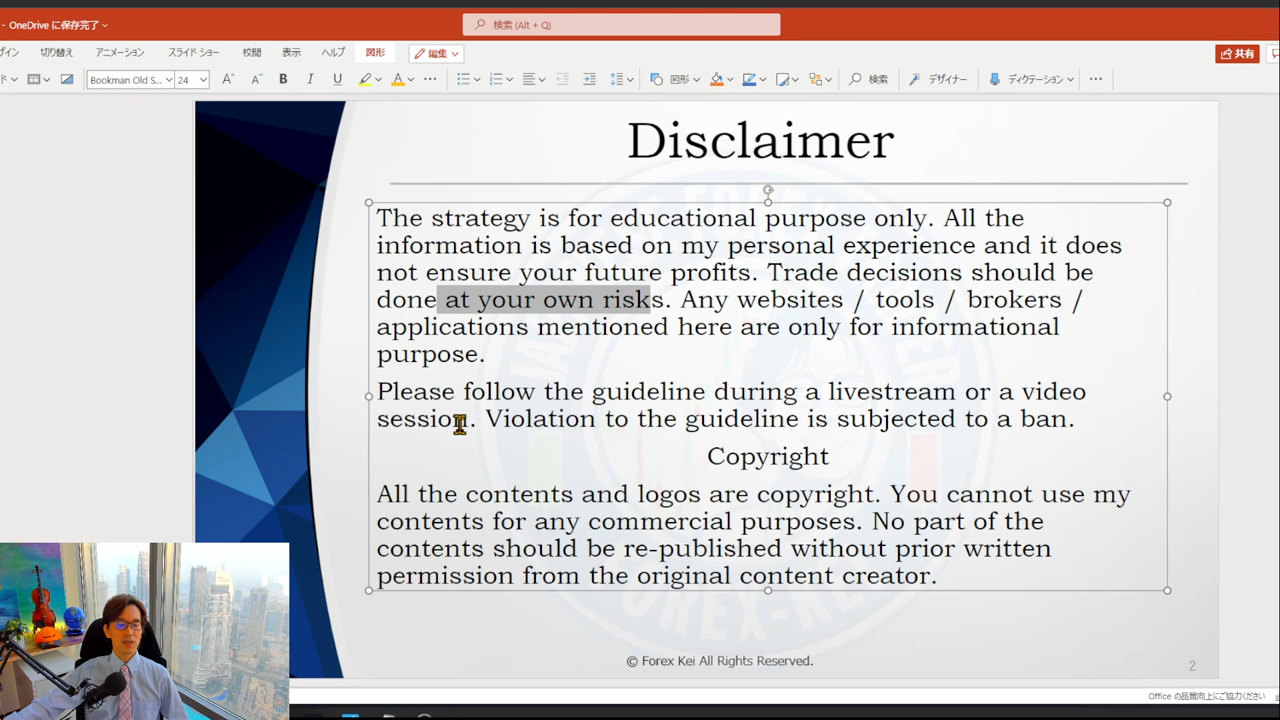 - OneDrive に保存完了
検索 (Alt + Q)
ザイン 切り替え アニメーション スライド ショー 校閲 表示 ヘルプ 図形 編集
共有
Bookman Old S... 24 B I U 図形 検索 デザイナー ディクテーション
Disclaimer
The strategy is for educational purpose only. All the
information is based on my personal experience and it does
not ensure your future profits. Trade decisions should be
done at your own risks. Any websites / tools / brokers /
applications mentioned here are only for informational
purpose.
Please follow the guideline during a livestream or a video
session. Violation to the guideline is subjected to a ban.
Copyright
All the contents and logos are copyright. You cannot use my
contents for any commercial purposes. No part of the
contents should be re-published without prior written
permission from the original content creator.
© Forex Kei All Rights Reserved.
2
Office の品質向上にご協力ください